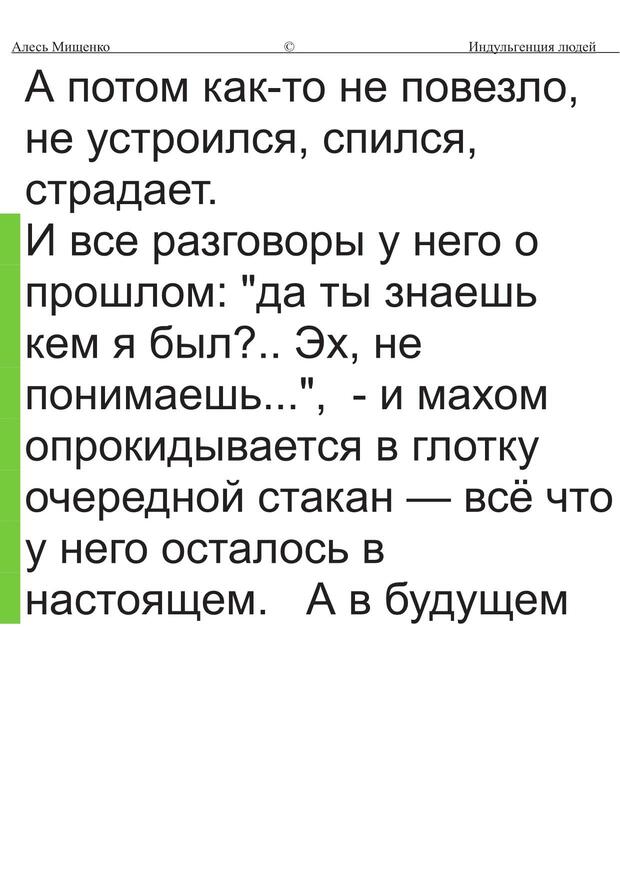 Алесь Мищенко © Индульгенция людей
А потом как-то не повезло,
не устроился, спился,
страдает.
И все разговоры у него о
прошлом: "да ты знаешь
кем я был?.. Эх, не
понимаешь...",  - и махом
опрокидывается в глотку
очередной стакан — всё что
у него осталось в
настоящем.   А в будущем